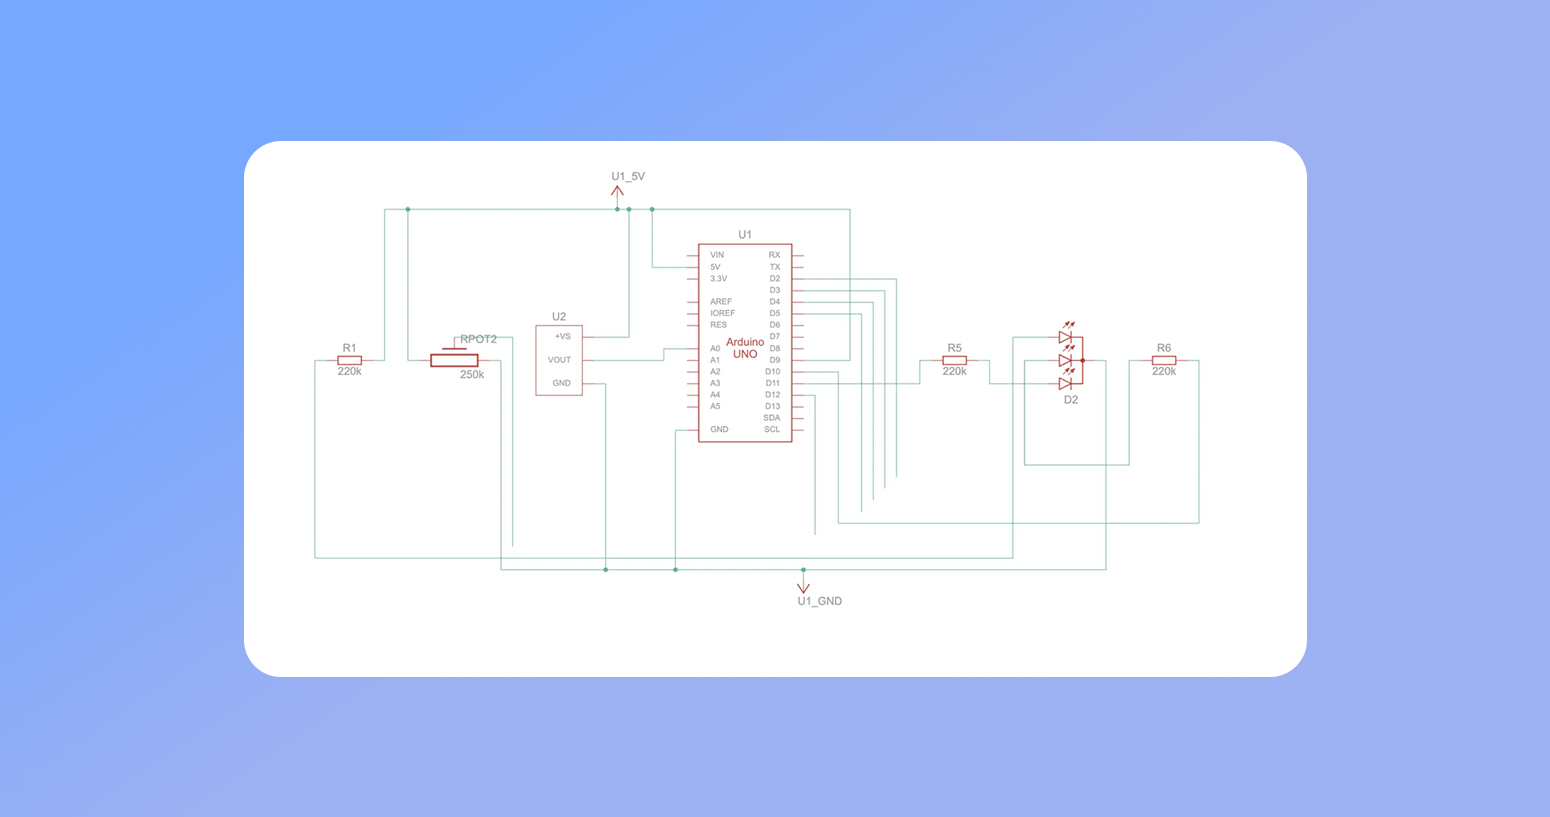 U1_5V
U1
VIN
5V
3.3V
AREF
IOREF
RES
A0
A1
A2
A3
A4
A5
GND
Arduino
UNO
RX
TX
D2
D3
D4
D5
D6
D7
D8
D9
D10
D11
D12
D13
SDA
SCL
U2
+VS
VOUT
GND
R1
220k
RPOT2
250k
R5
220k
D2
R6
220k
U1_GND